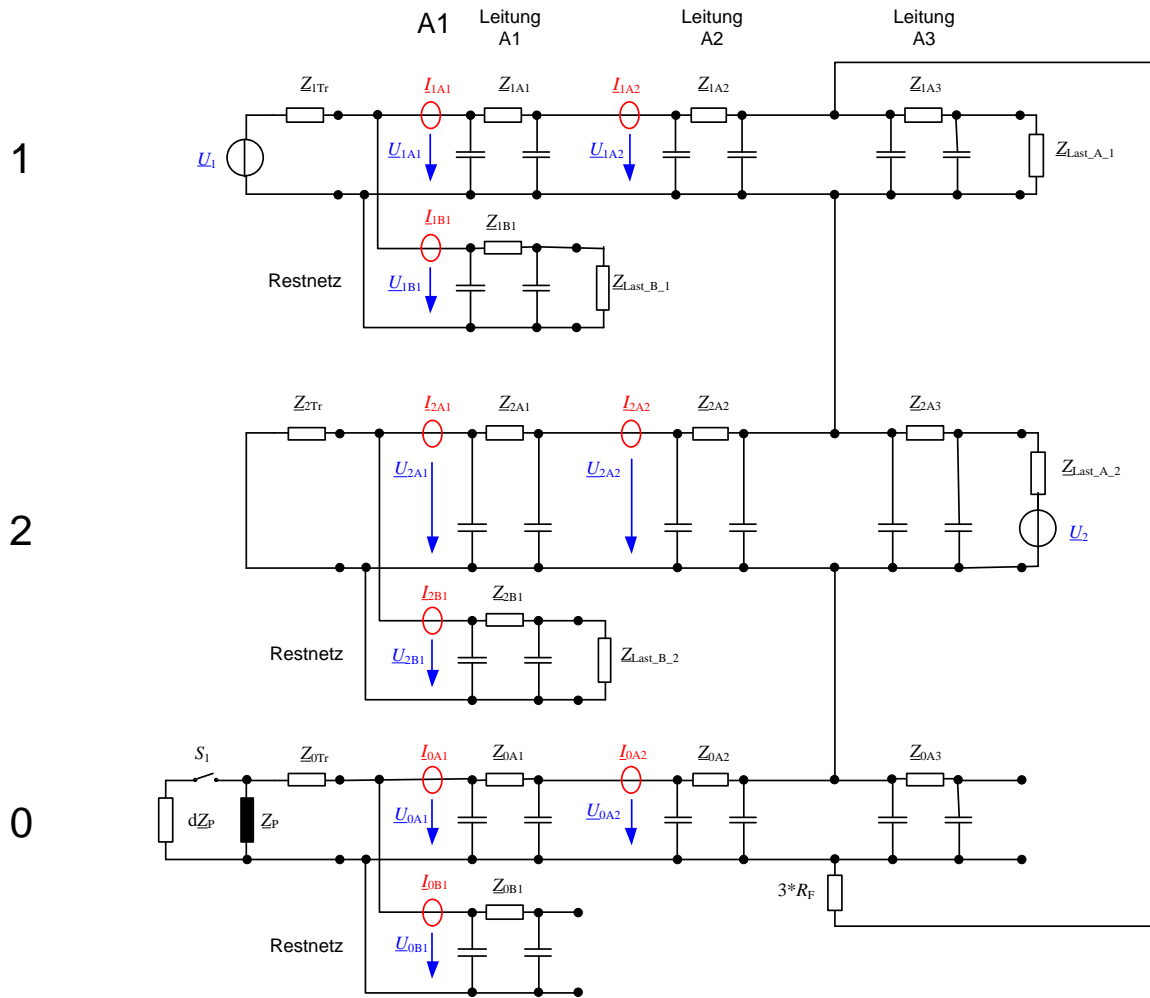 A1
Leitung
A1
Leitung
A2
Leitung
A3
1
Z1Tr
I1A1
Z1A1
I1A2
Z1A2
Z1A3
U1
U1A1
U1A2
ZLast_A_1
I1B1
Z1B1
Restnetz
U1B1
ZLast_B_1
2
Z2Tr
I2A1
Z2A1
I2A2
Z2A2
Z2A3
U2A1
U2A2
ZLast_A_2
U2
I2B1
Z2B1
Restnetz
U2B1
ZLast_B_2
0
S1
Z0Tr
I0A1
Z0A1
I0A2
Z0A2
Z0A3
dZP
ZP
U0A1
U0A2
3*RF
I0B1
Z0B1
Restnetz
U0B1